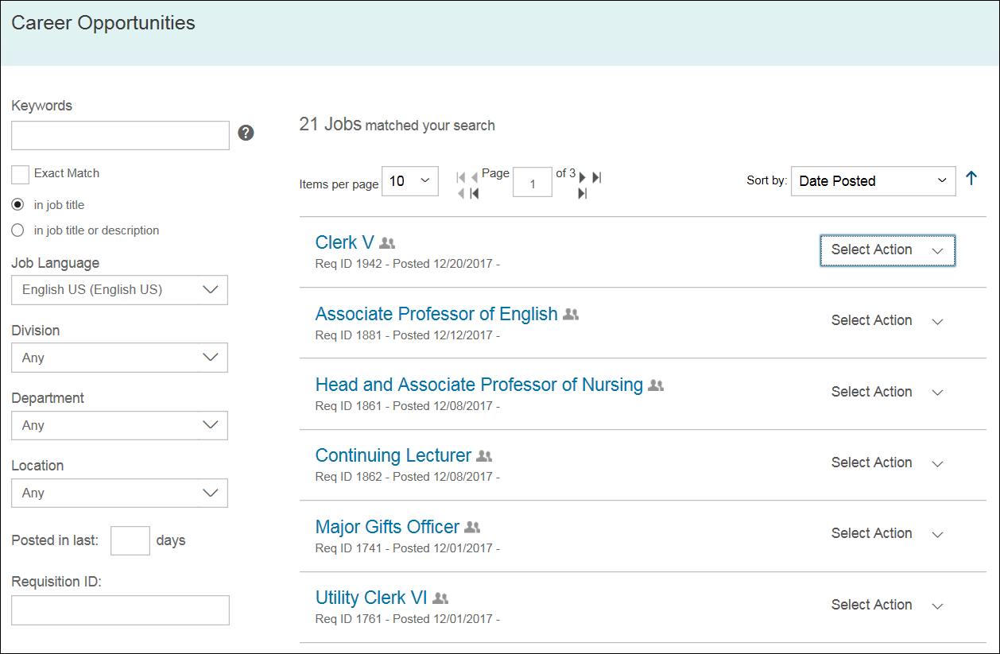 Career Opportunities
Keywords
?
Exact Match
in job title
in job title or description
Job Language
English US (English US)
Division
Any
Department
Any
Location
Any
Posted in last: days
Requisition ID:
21 Jobs matched your search
Items per page 10 Page 1 of 3 Sort by: Date Posted
Clerk V Select Action
Req ID 1942 - Posted 12/20/2017 -
Associate Professor of English Select Action
Req ID 1881 - Posted 12/12/2017 -
Head and Associate Professor of Nursing Select Action
Req ID 1861 - Posted 12/08/2017 -
Continuing Lecturer Select Action
Req ID 1862 - Posted 12/08/2017 -
Major Gifts Officer Select Action
Req ID 1741 - Posted 12/01/2017 -
Utility Clerk VI Select Action
Req ID 1761 - Posted 12/01/2017 -